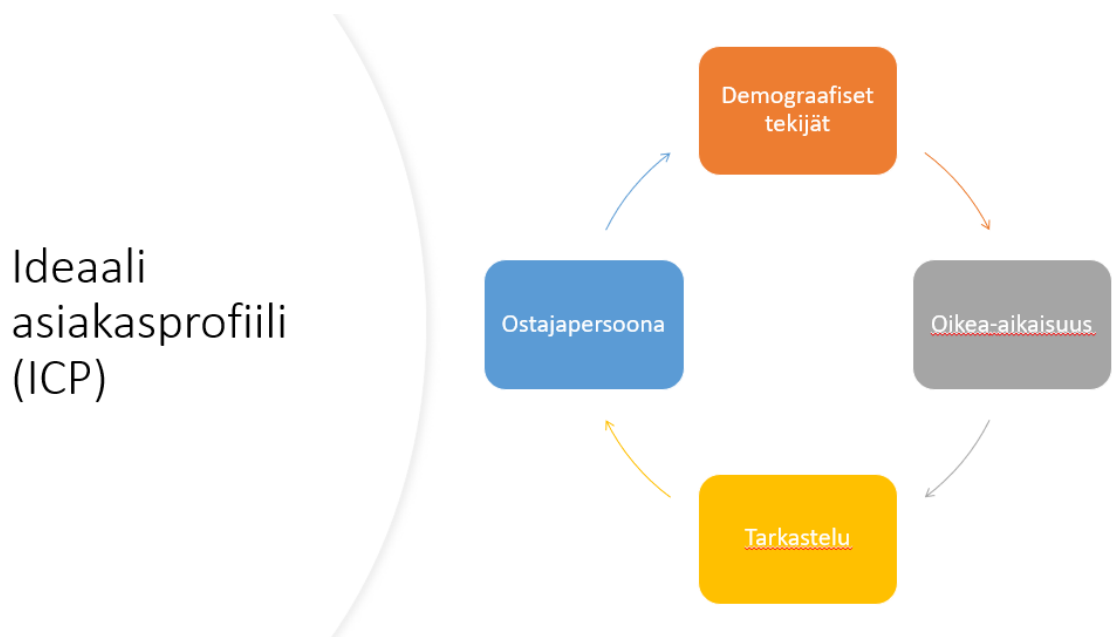 Ideaali
asiakasprofiili
(ICP)
Demograafiset
tekijät
Oikea-aikaisuus
Tarkastelu
Ostajapersoona